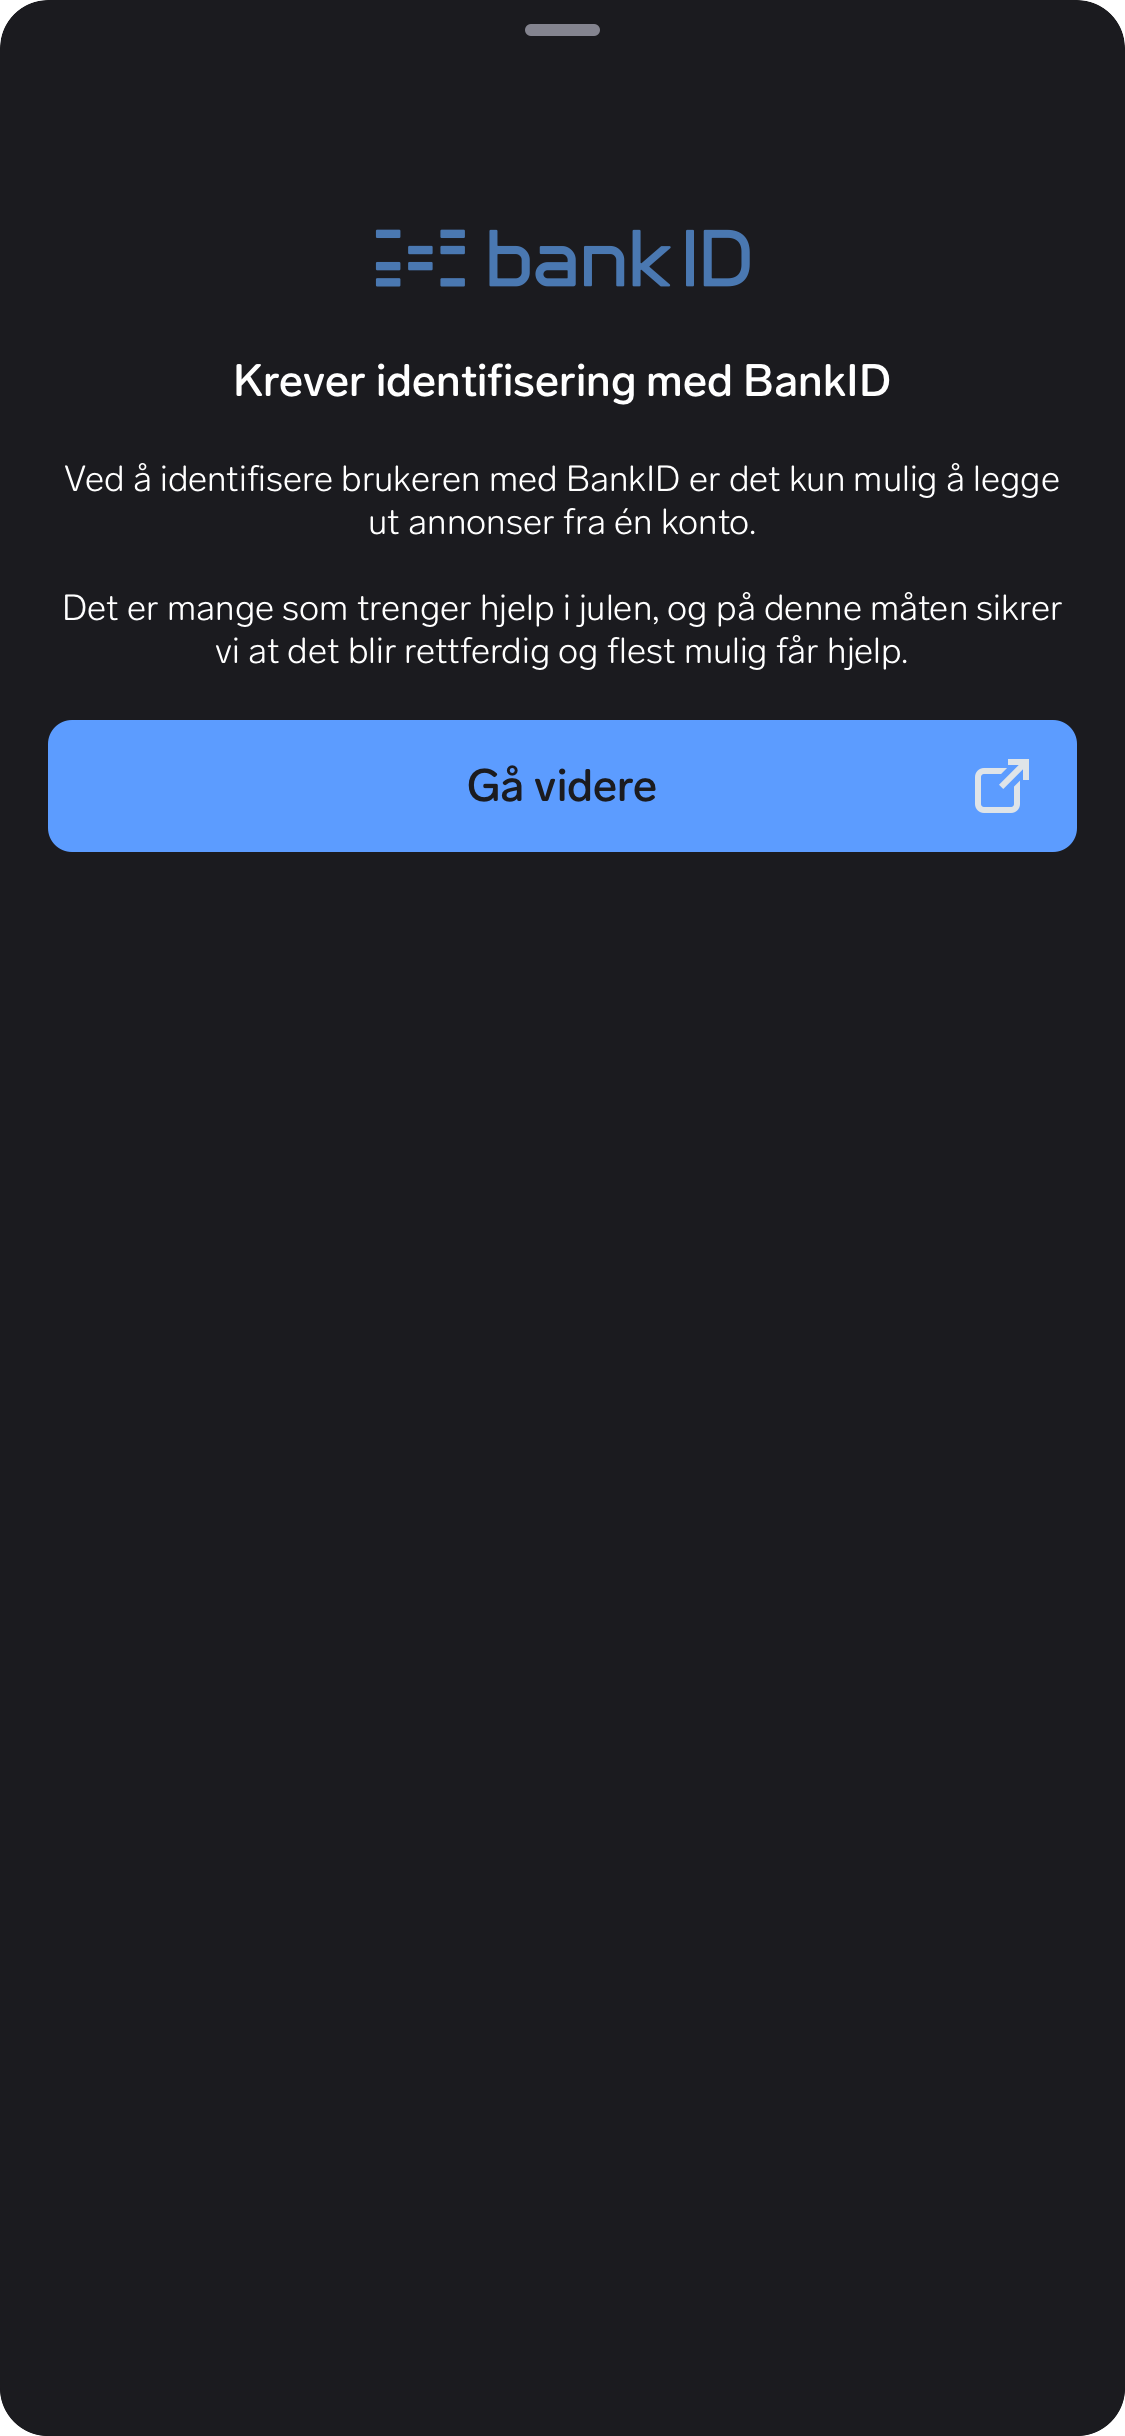 bankID
Krever identifisering med BankID
Ved å identifisere brukeren med BankID er det kun mulig å legge
ut annonser fra én konto.
Det er mange som trenger hjelp i julen, og på denne måten sikrer
vi at det blir rettferdig og flest mulig får hjelp.
Gå videre